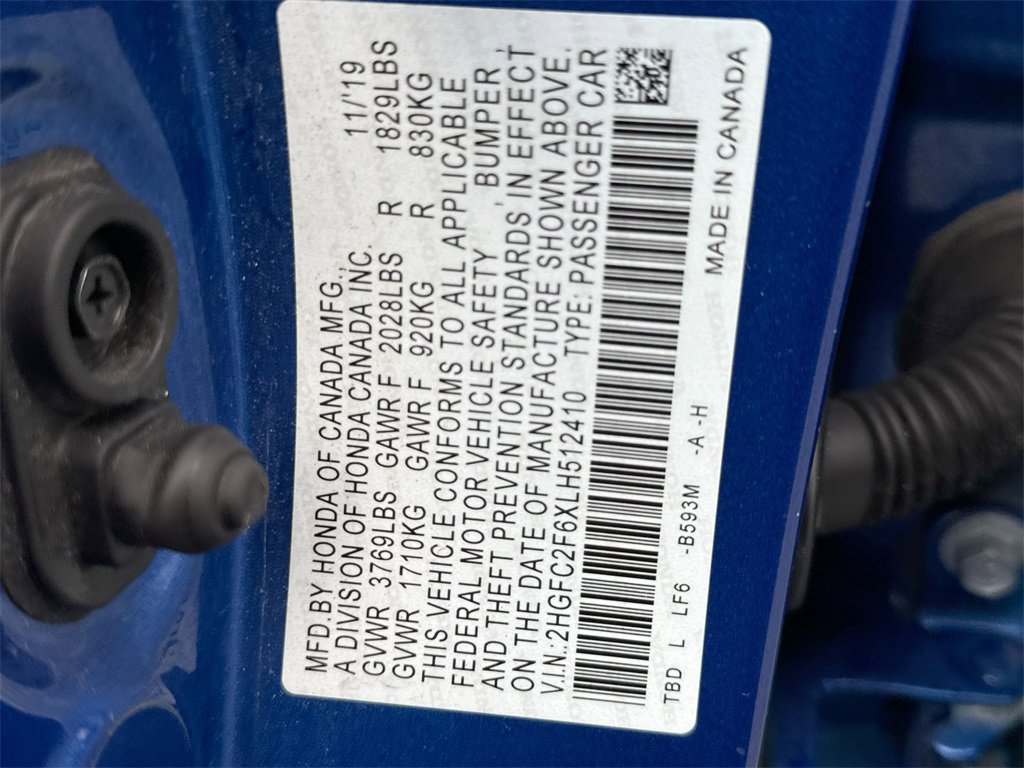 MFD.BY HONDA OF CANADA MFG., 11/'19
A DIVISION OF HONDA CANADA INC.
GVWR 3769LBS GAWR F 2028LBS R 1829LBS
GVWR 1710KG GAWR F 920KG R 830KG
THIS VEHICLE CONFORMS TO ALL APPLICABLE
FEDERAL MOTOR VEHICLE SAFETY , BUMPER ,
AND THEFT PREVENTION STANDARDS IN EFFECT
ON THE DATE OF MANUFACTURE SHOWN ABOVE.
V.I.N.:2HGFC2F6XLH512410 TYPE: PASSENGER CAR
TBD L LF6 -B593M -A-H MADE IN CANADA